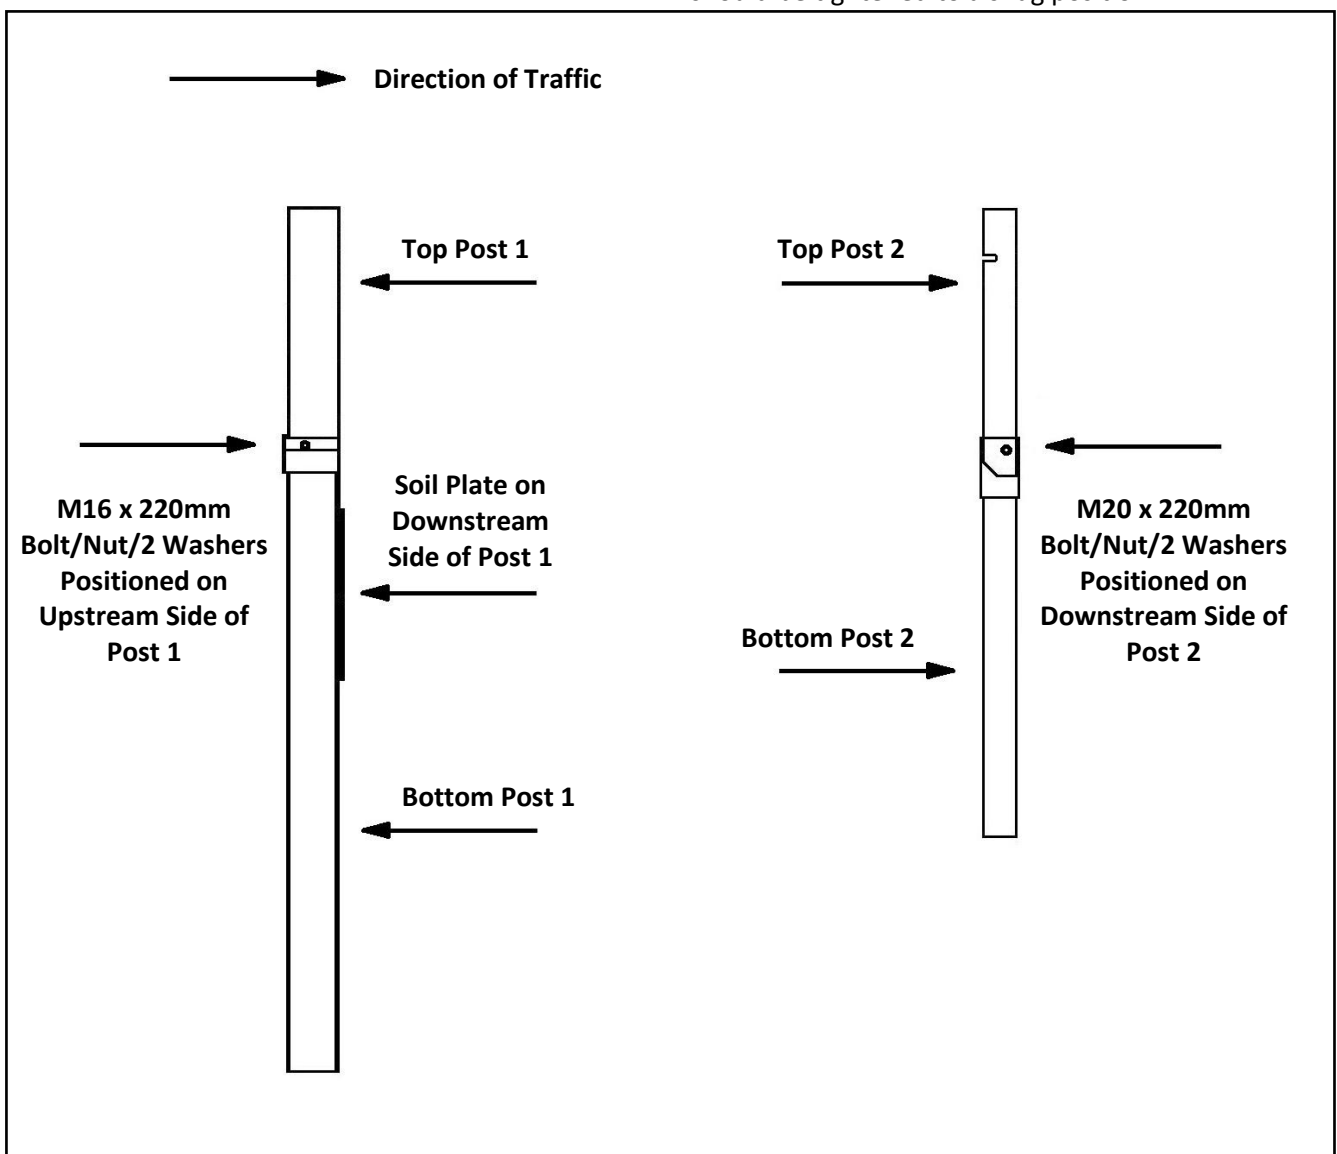 Direction of Traffic
Top Post 1
Top Post 2
M16 x 220mm
Bolt/Nut/2 Washers
Positioned on
Upstream Side of
Post 1
Soil Plate on
Downstream
Side of Post 1
M20 x 220mm
Bolt/Nut/2 Washers
Positioned on
Downstream Side of
Post 2
Bottom Post 2
Bottom Post 1